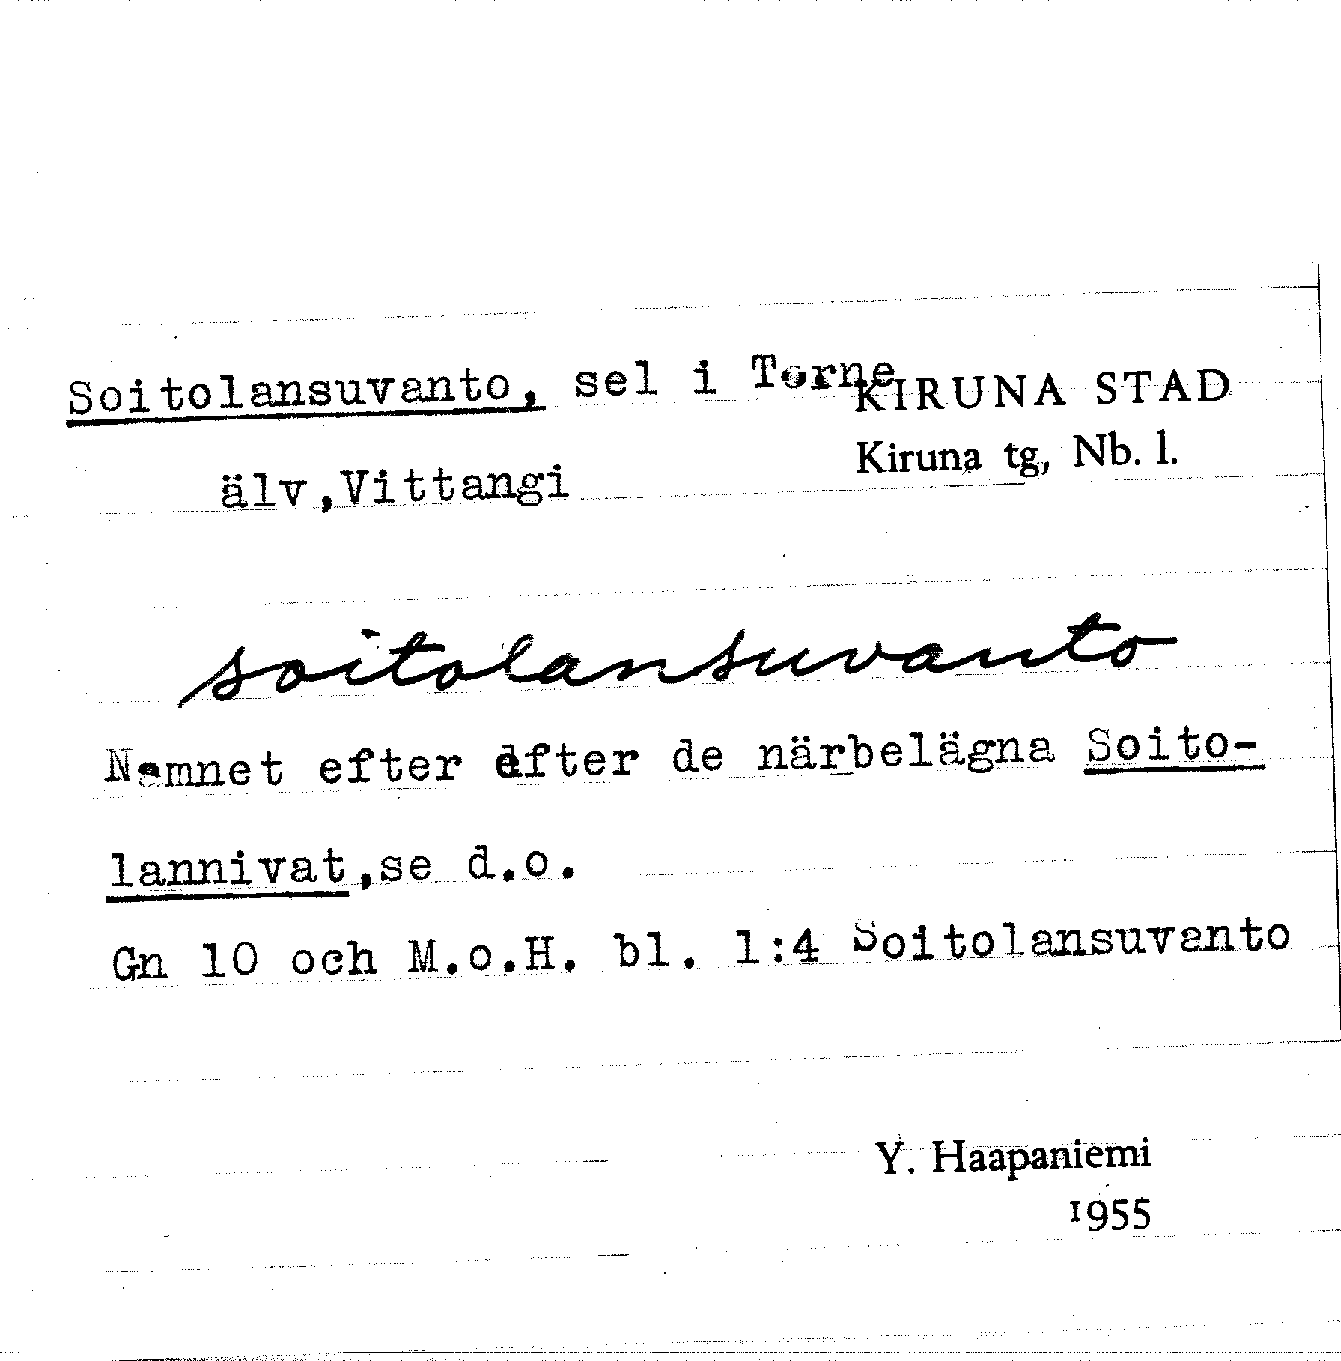 Soitolansuvanto, sel i Torne
KIRUNA STAD
älv,Vittangi
Kiruna tg, Nb. l.
soitolansuvanto
Namnet efter efter de närbelägna Soito-
lannivat,se d.o.
Gn 10 och M.o.H. bl. 1:4 Soitolansuvanto
Y. Haapaniemi
1955